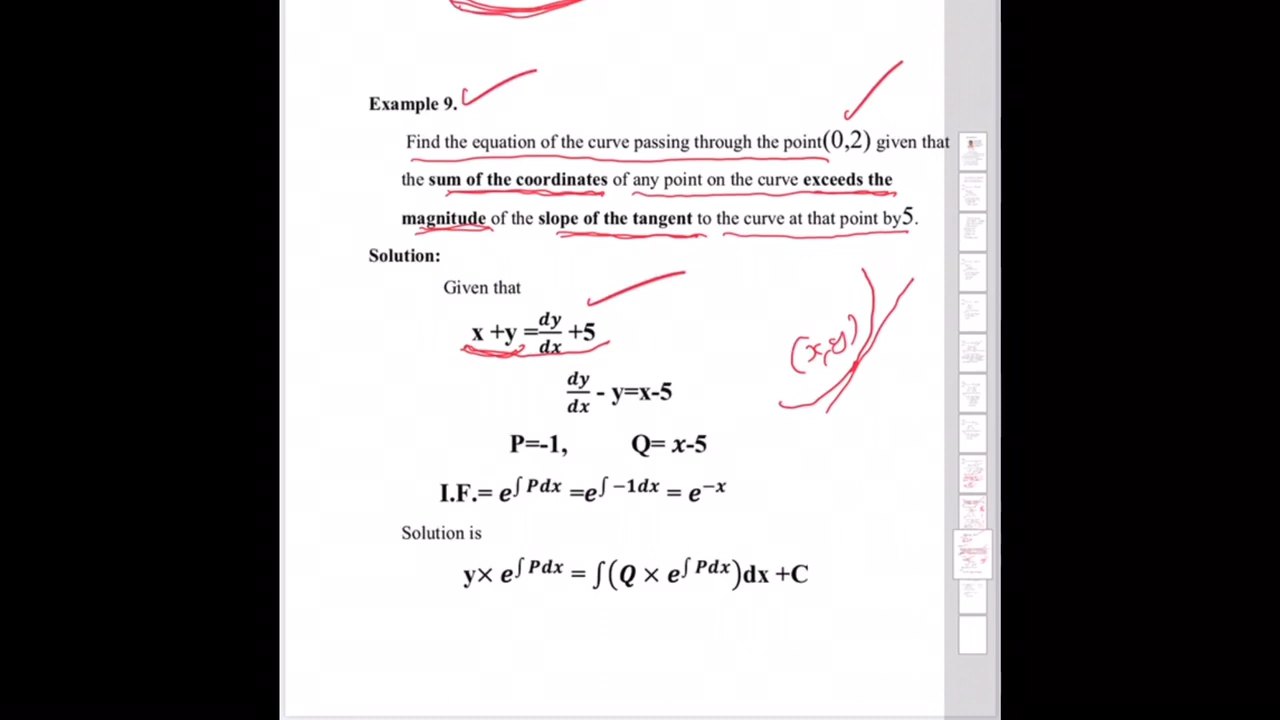 Example 9.
Find the equation of the curve passing through the point(0,2) given that
the sum of the coordinates of any point on the curve exceeds the
magnitude of the slope of the tangent to the curve at that point by5.
Solution:
Given that
x +y =dy/dx +5
(x,y)
dy/dx - y=x-5
P=-1, Q= x-5
I.F.= e^∫Pdx =e^∫−1dx = e^−x
Solution is
y× e^∫Pdx = ∫(Q × e^∫Pdx)dx +C